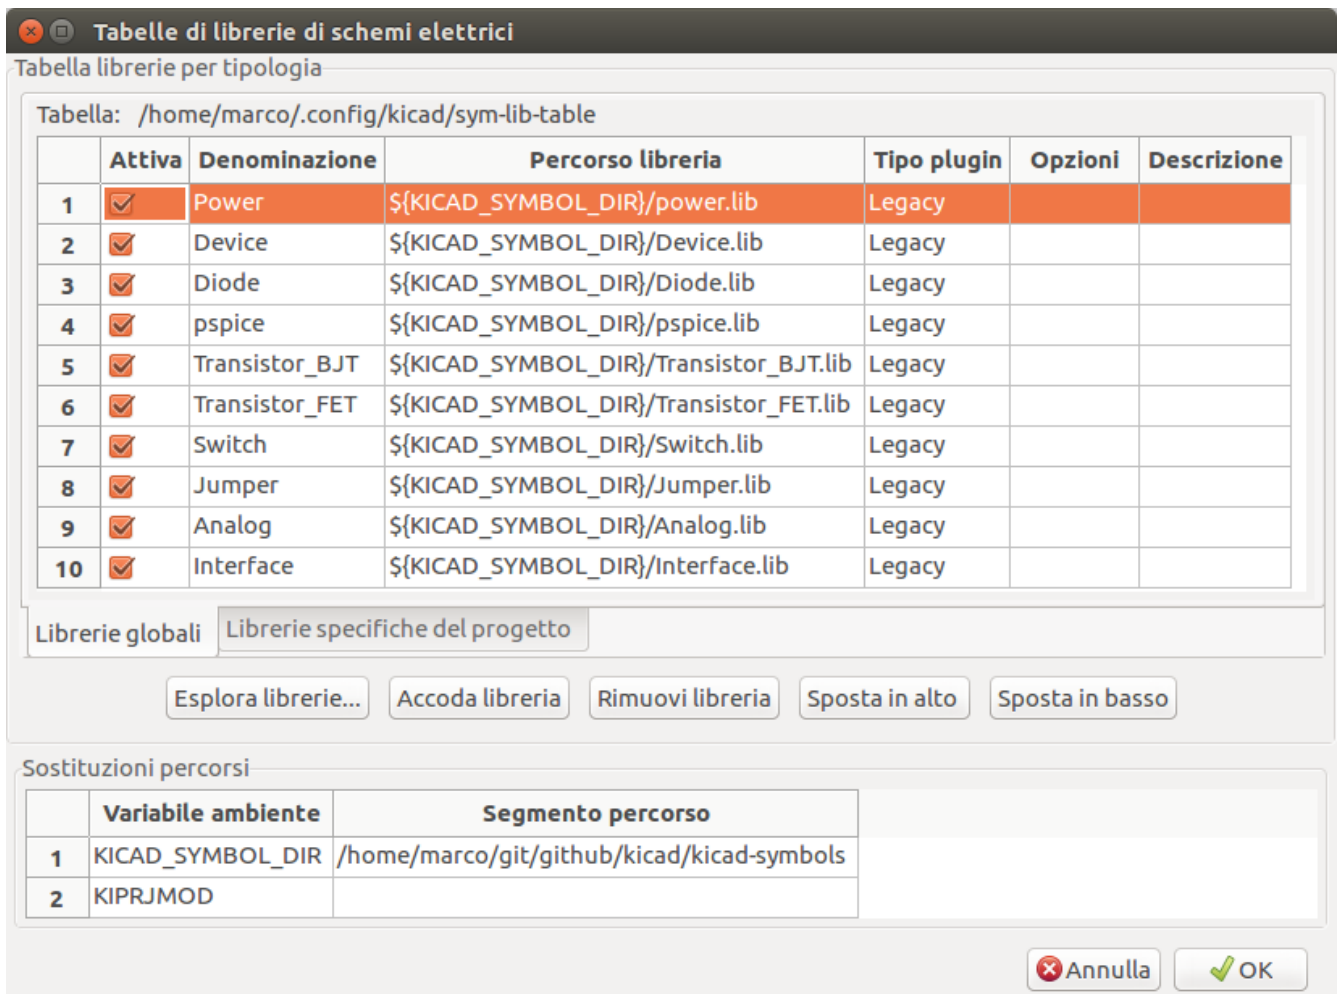 Tabelle di librerie di schemi elettrici
Tabella librerie per tipologia
Tabella: /home/marco/.config/kicad/sym-lib-table
Attiva Denominazione Percorso libreria Tipo plugin Opzioni Descrizione
1 Power ${KICAD_SYMBOL_DIR}/power.lib Legacy
2 Device ${KICAD_SYMBOL_DIR}/Device.lib Legacy
3 Diode ${KICAD_SYMBOL_DIR}/Diode.lib Legacy
4 pspice ${KICAD_SYMBOL_DIR}/pspice.lib Legacy
5 Transistor_BJT ${KICAD_SYMBOL_DIR}/Transistor_BJT.lib Legacy
6 Transistor_FET ${KICAD_SYMBOL_DIR}/Transistor_FET.lib Legacy
7 Switch ${KICAD_SYMBOL_DIR}/Switch.lib Legacy
8 Jumper ${KICAD_SYMBOL_DIR}/Jumper.lib Legacy
9 Analog ${KICAD_SYMBOL_DIR}/Analog.lib Legacy
10 Interface ${KICAD_SYMBOL_DIR}/Interface.lib Legacy
Librerie globali Librerie specifiche del progetto
Esplora librerie... Accoda libreria Rimuovi libreria Sposta in alto Sposta in basso
Sostituzioni percorsi
Variabile ambiente Segmento percorso
1 KICAD_SYMBOL_DIR /home/marco/git/github/kicad/kicad-symbols
2 KIPRJMOD
Annulla OK